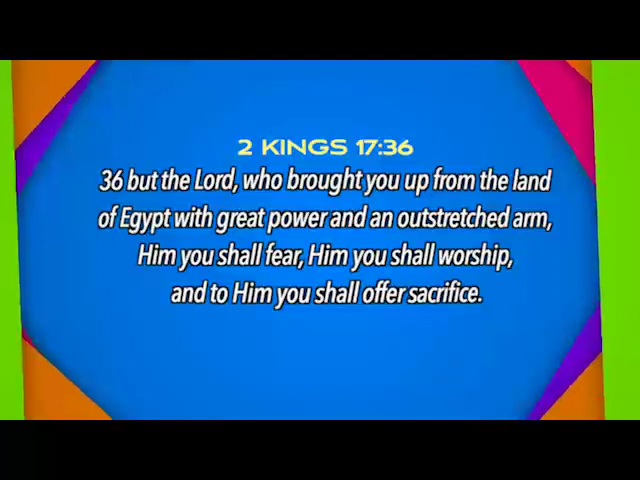 2 KINGS 17:36
36 but the Lord, who brought you up from the land
of Egypt with great power and an outstretched arm,
Him you shall fear, Him you shall worship,
and to Him you shall offer sacrifice.